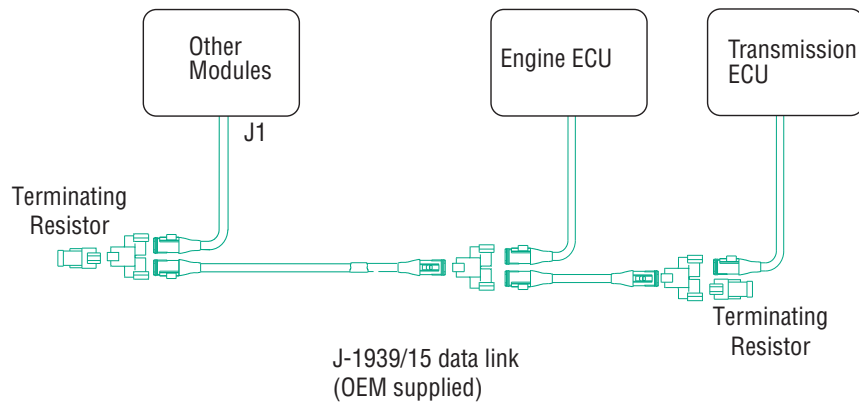 Other
Modules
Engine ECU
Transmission
ECU
J1
Terminating
Resistor
Terminating
Resistor
J-1939/15 data link
(OEM supplied)